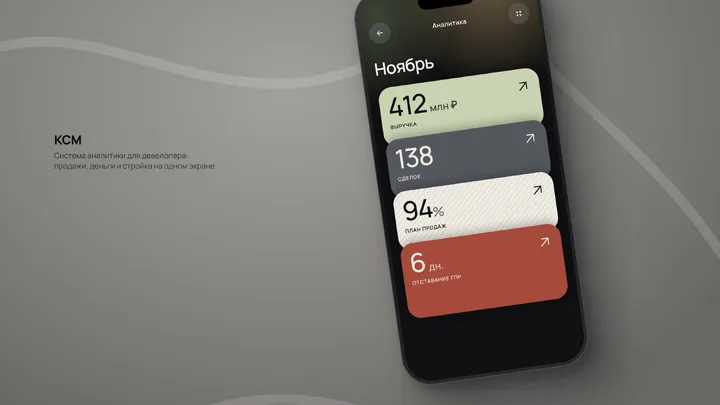 КСМ
Система аналитики для девелопера:
продажи, деньги и стройка на одном экране
Аналитика
Ноябрь
412 млн ₽
ВЫРУЧКА
138
СДЕЛОК
94%
ПЛАН ПРОДАЖ
6 дн.
ОТСТАВАНИЕ ГПР